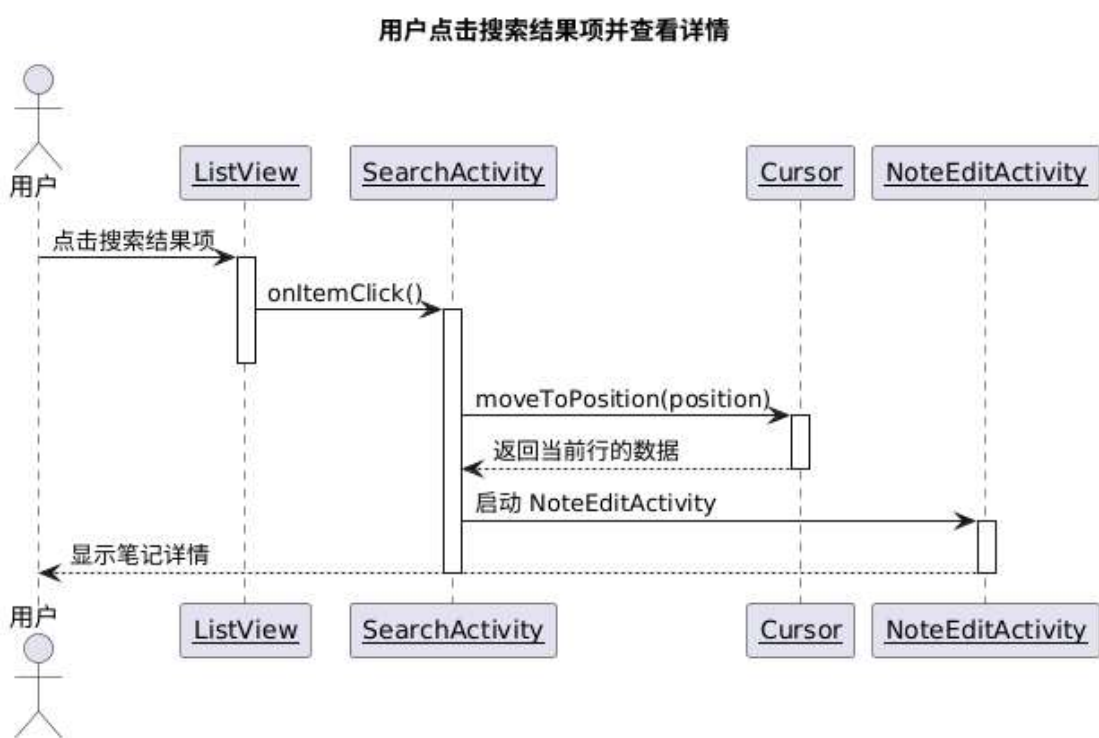 用户点击搜索结果项并查看详情
用户
ListView
SearchActivity
Cursor
NoteEditActivity
点击搜索结果项
onItemClick()
moveToPosition(position)
返回当前行的数据
启动 NoteEditActivity
显示笔记详情
用户
ListView
SearchActivity
Cursor
NoteEditActivity